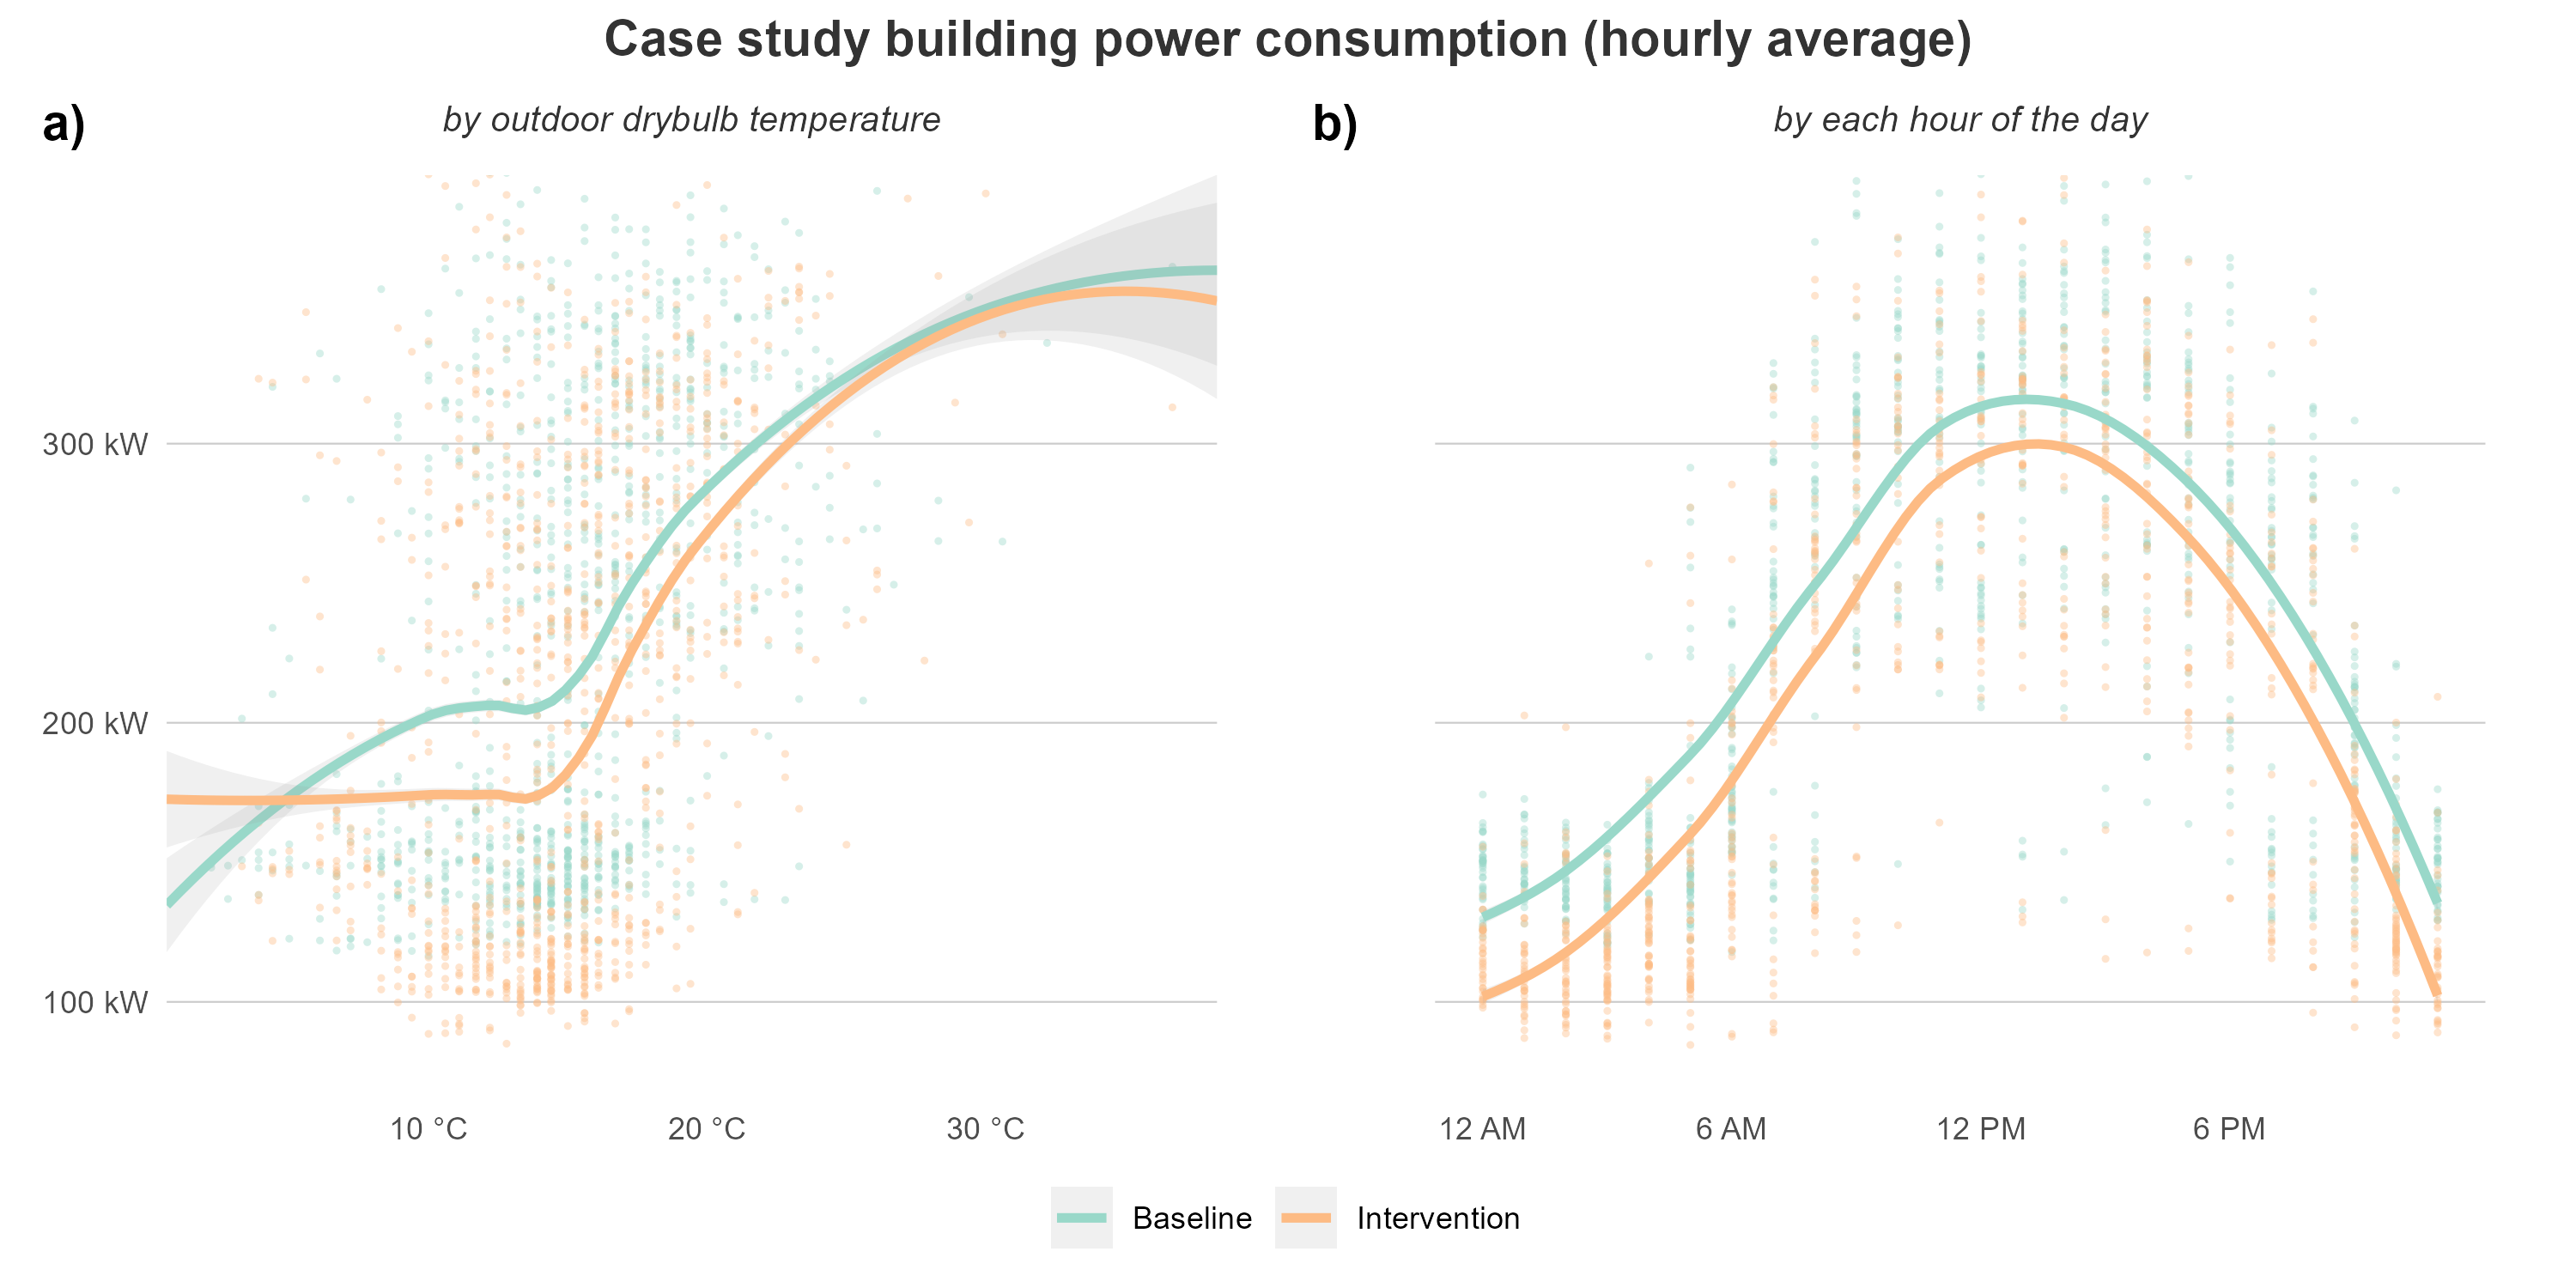 Case study building power consumption (hourly average)
a)
by outdoor drybulb temperature
300 kW
200 kW
100 kW
10 °C
20 °C
30 °C
b)
by each hour of the day
12 AM
6 AM
12 PM
6 PM
Baseline
Intervention